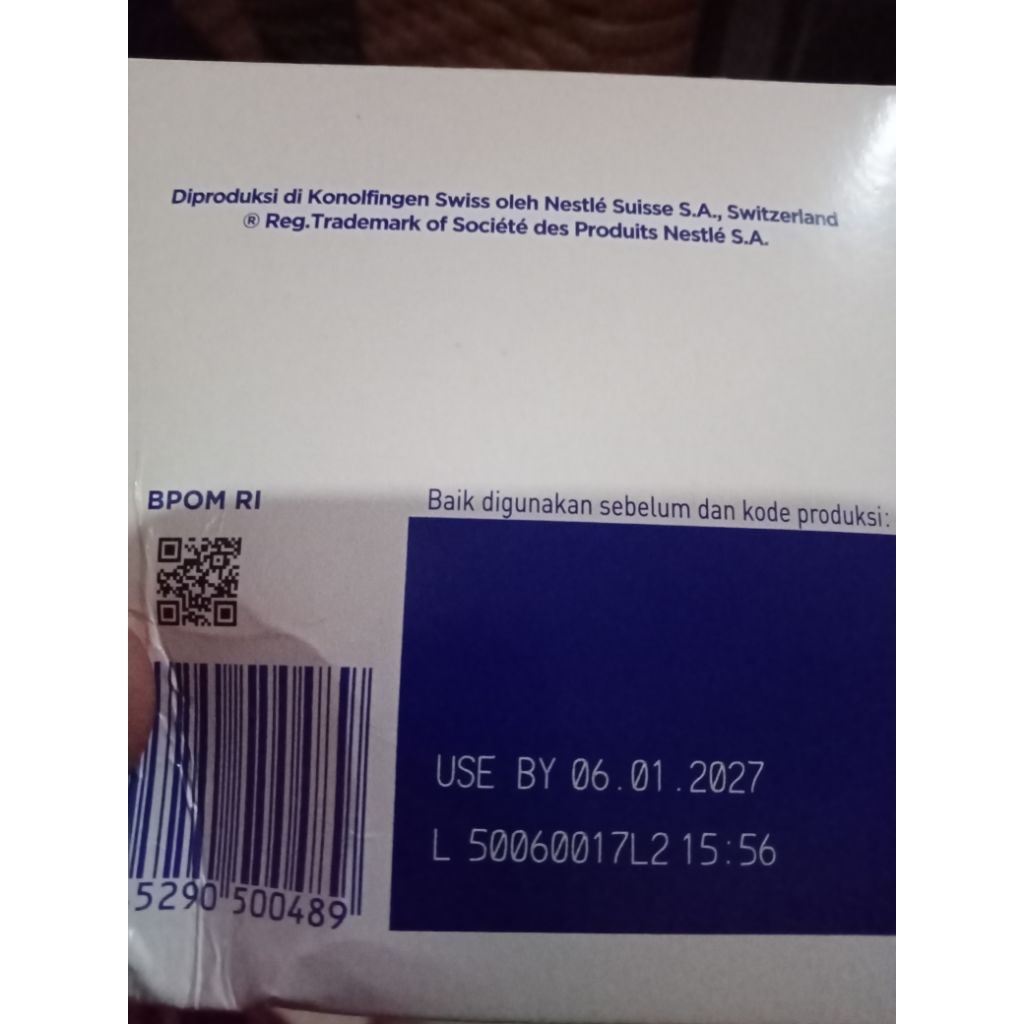 Diproduksi di Konolfingen Swiss oleh Nestlé Suisse S.A., Switzerland
® Reg.Trademark of Société des Produits Nestlé S.A.
BPOM RI
Baik digunakan sebelum dan kode produksi:
USE BY 06.01.2027
L 50060017L2 15:56
5290 500489